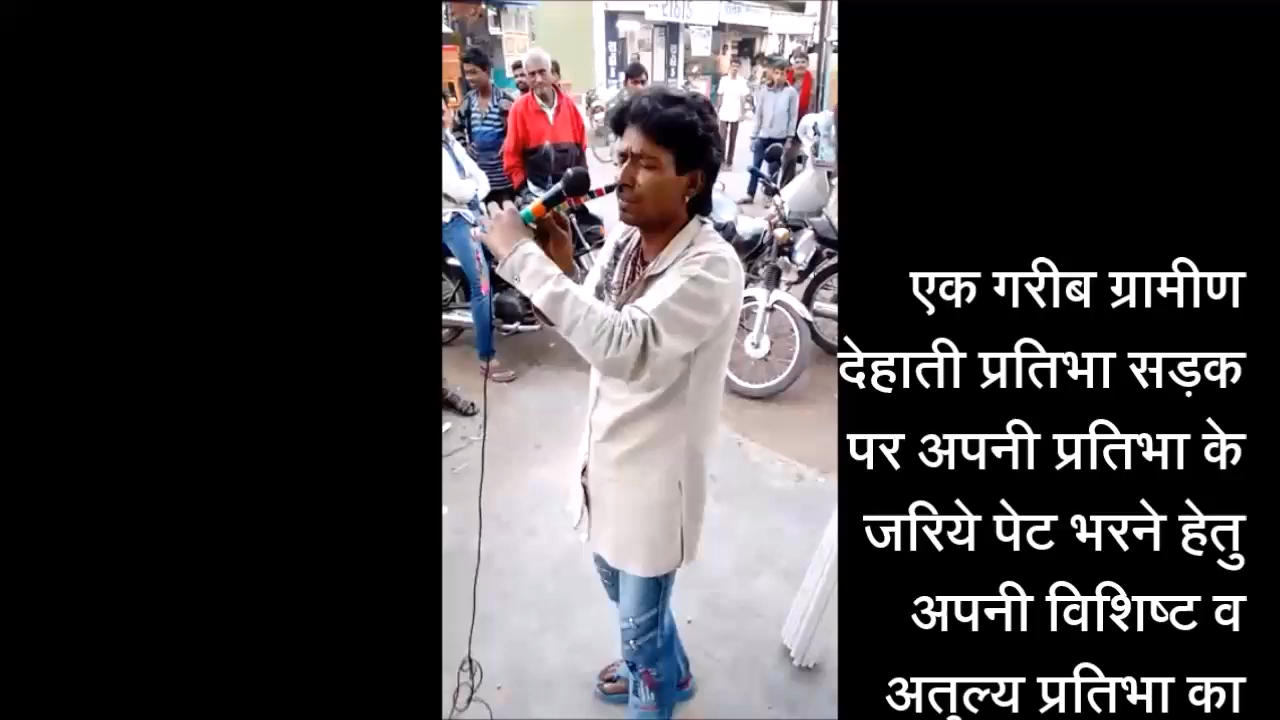 एक गरीब ग्रामीण
देहाती प्रतिभा सड़क
पर अपनी प्रतिभा के
जरिये पेट भरने हेतु
अपनी विशिष्ट व
अतुल्य प्रतिभा का